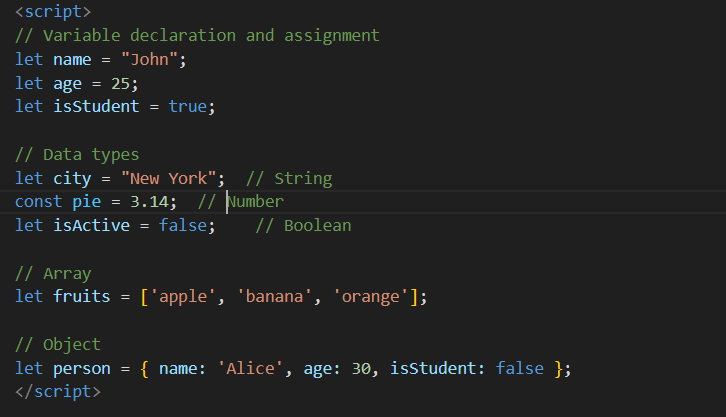 <script>
// Variable declaration and assignment
let name = "John";
let age = 25;
let isStudent = true;
// Data types
let city = "New York";  // String
const pie = 3.14;  // Number
let isActive = false;    // Boolean
// Array
let fruits = ['apple', 'banana', 'orange'];
// Object
let person = { name: 'Alice', age: 30, isStudent: false };
</script>